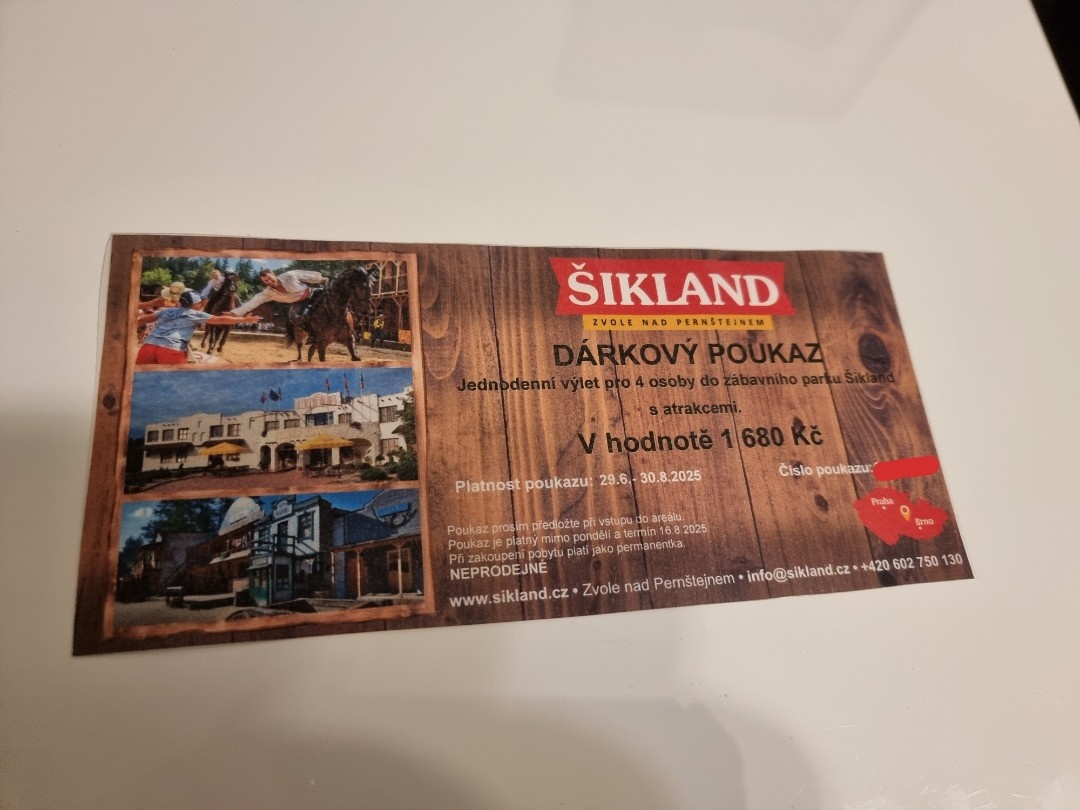 ŠIKLAND
ZVOLE NAD PERNŠTEJNEM
DÁRKOVÝ POUKAZ
Jednodenní výlet pro 4 osoby do zábavního parku Šikland
s atrakcemi.
V hodnotě 1 680 Kč
Platnost poukazu: 29.6.- 30.8.2025
Číslo poukazu:
Praha
Brno
Poukaz prosím předložte při vstupu do areálu.
Poukaz je platný mimo pondělí a termín 16.8.2025
Při zakoupení pobytu platí jako permanentka.
NEPRODEJNÉ
www.sikland.cz • Zvole nad Pernštejnem • info@sikland.cz • +420 602 750 130